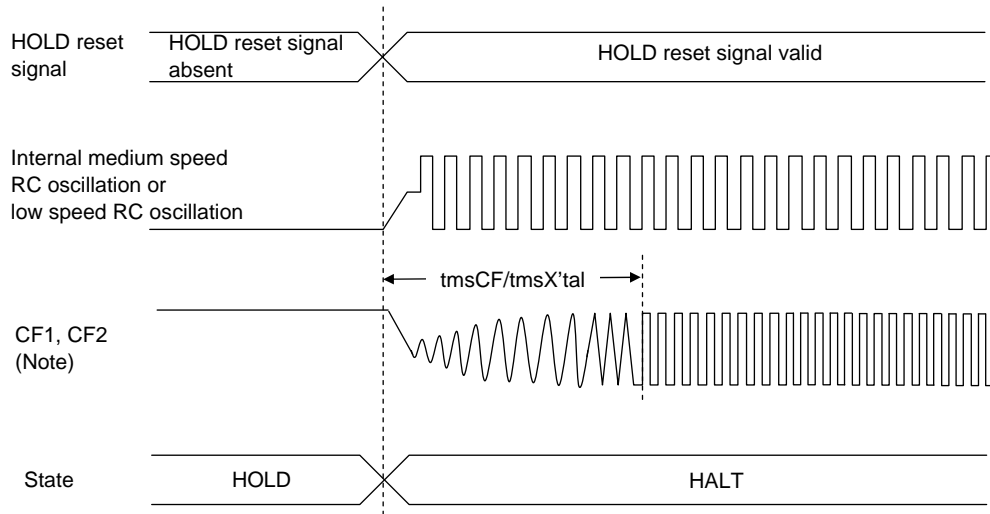 HOLD reset
signal
HOLD reset signal
absent
HOLD reset signal valid
Internal medium speed
RC oscillation or
low speed RC oscillation
tmsCF/tmsX'tal
CF1, CF2
(Note)
State
HOLD
HALT